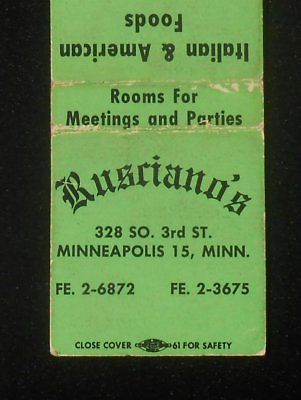 Italian & American
Foods
Rooms For
Meetings and Parties
Rusciano's
328 SO. 3rd ST.
MINNEAPOLIS 15, MINN.
FE. 2-6872 FE. 2-3675
CLOSE COVER 61 FOR SAFETY